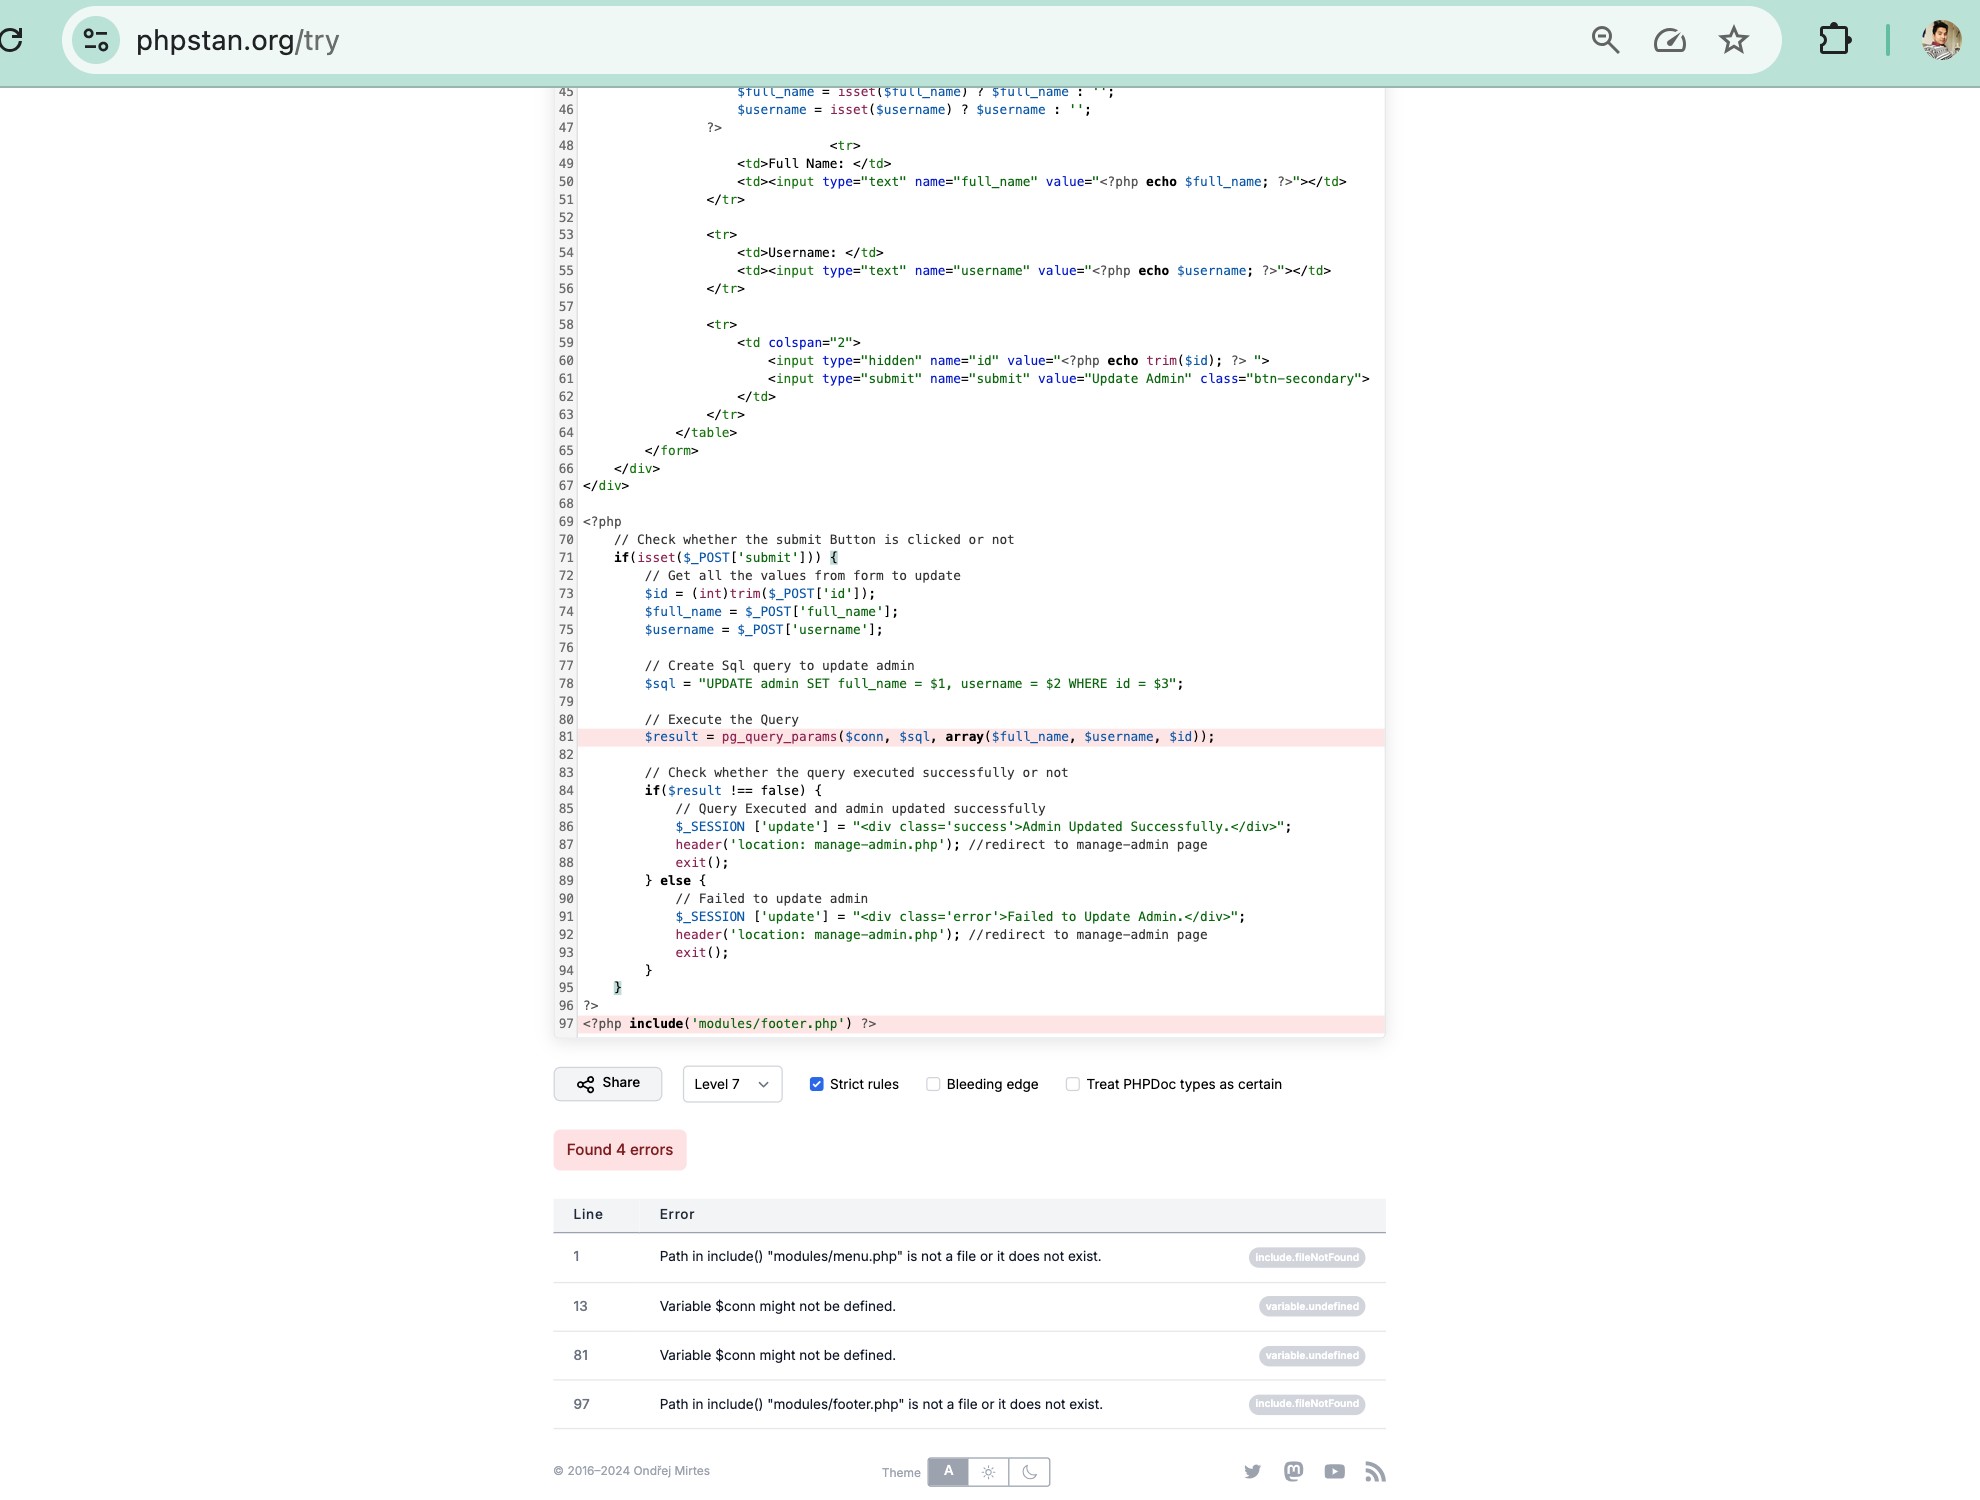 phpstan.org/try
45 $full_name = isset($full_name) ? $full_name : '';
46 $username = isset($username) ? $username : '';
47 ?>
48 <tr>
49 <td>Full Name: </td>
50 <td><input type="text" name="full_name" value="<?php echo $full_name; ?>"></td>
51 </tr>
52
53 <tr>
54 <td>Username: </td>
55 <td><input type="text" name="username" value="<?php echo $username; ?>"></td>
56 </tr>
57
58 <tr>
59 <td colspan="2">
60 <input type="hidden" name="id" value="<?php echo trim($id); ?> ">
61 <input type="submit" name="submit" value="Update Admin" class="btn-secondary">
62 </td>
63 </tr>
64 </table>
65 </form>
66 </div>
67 </div>
68
69 <?php
70 // Check whether the submit Button is clicked or not
71 if(isset($_POST['submit'])) {
72 // Get all the values from form to update
73 $id = (int)trim($_POST['id']);
74 $full_name = $_POST['full_name'];
75 $username = $_POST['username'];
76
77 // Create Sql query to update admin
78 $sql = "UPDATE admin SET full_name = $1, username = $2 WHERE id = $3";
79
80 // Execute the Query
81 $result = pg_query_params($conn, $sql, array($full_name, $username, $id));
82
83 // Check whether the query executed successfully or not
84 if($result !== false) {
85 // Query Executed and admin updated successfully
86 $_SESSION ['update'] = "<div class='success'>Admin Updated Successfully.</div>";
87 header('location: manage-admin.php'); //redirect to manage-admin page
88 exit();
89 } else {
90 // Failed to update admin
91 $_SESSION ['update'] = "<div class='error'>Failed to Update Admin.</div>";
92 header('location: manage-admin.php'); //redirect to manage-admin page
93 exit();
94 }
95 }
96 ?>
97 <?php include('modules/footer.php') ?>
Share Level 7 Strict rules Bleeding edge Treat PHPDoc types as certain
Found 4 errors
Line Error
1 Path in include() "modules/menu.php" is not a file or it does not exist. include.fileNotFound
13 Variable $conn might not be defined. variable.undefined
81 Variable $conn might not be defined. variable.undefined
97 Path in include() "modules/footer.php" is not a file or it does not exist. include.fileNotFound
© 2016–2024 Ondřej Mirtes Theme A